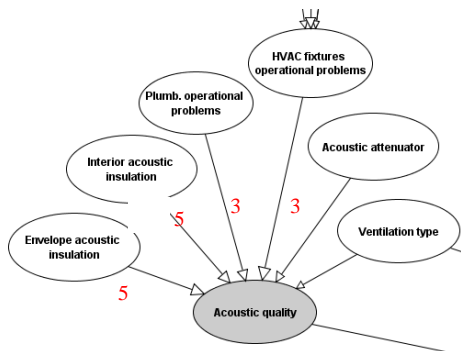 HVAC fixtures
operational problems
Plumb. operational
problems
Interior acoustic
insulation
Acoustic attenuator
Envelope acoustic
insulation
Ventilation type
Acoustic quality
5
5
3
3